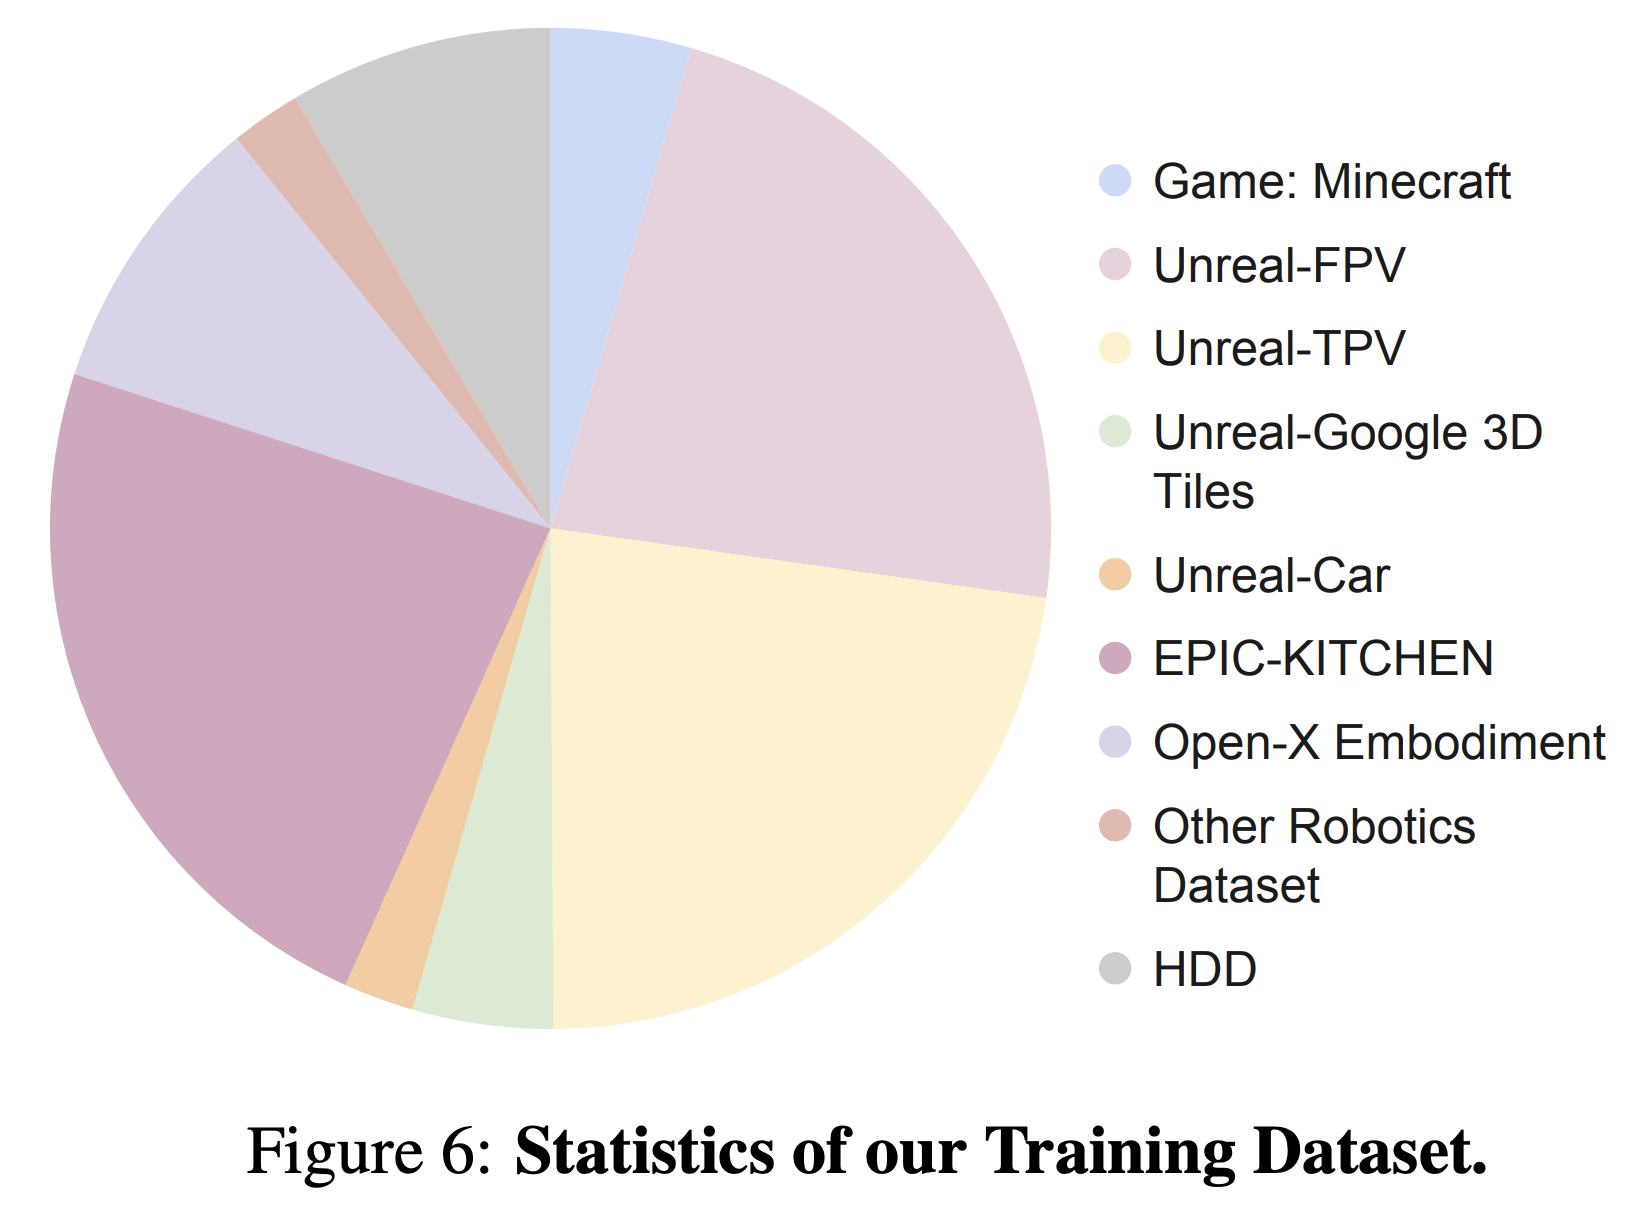 Game: Minecraft
Unreal-FPV
Unreal-TPV
Unreal-Google 3D
Tiles
Unreal-Car
EPIC-KITCHEN
Open-X Embodiment
Other Robotics
Dataset
HDD
Figure 6: Statistics of our Training Dataset.